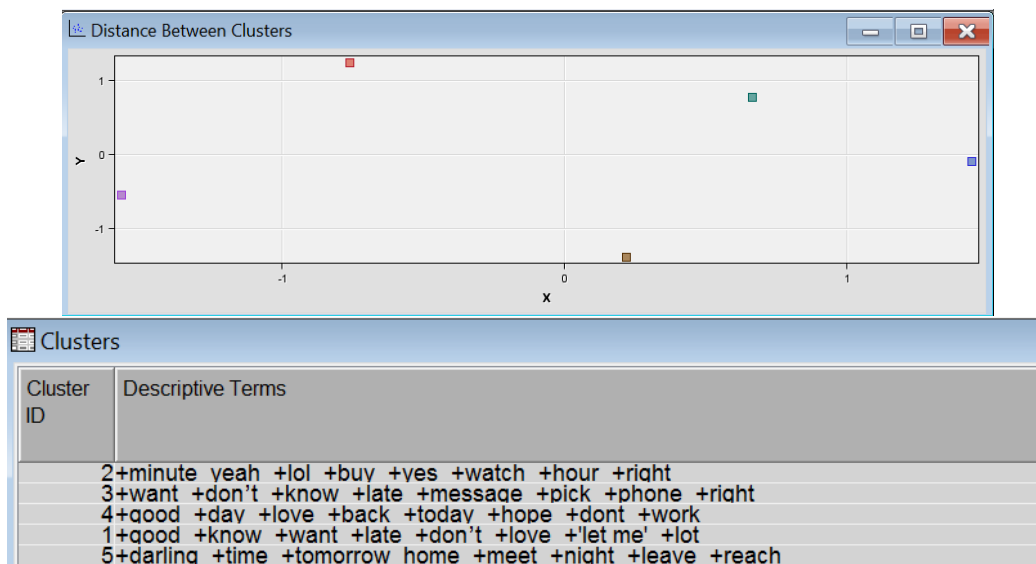 Distance Between Clusters
1
0
-1
Y
-1 0 1
X
Clusters
Cluster ID Descriptive Terms
2 +minute yeah +lol +buy +yes +watch +hour +right
3 +want +don't +know +late +message +pick +phone +right
4 +good +day +love +back +today +hope +dont +work
1 +good +know +want +late +don't +love +'let me' +lot
5 +darling +time +tomorrow home +meet +night +leave +reach